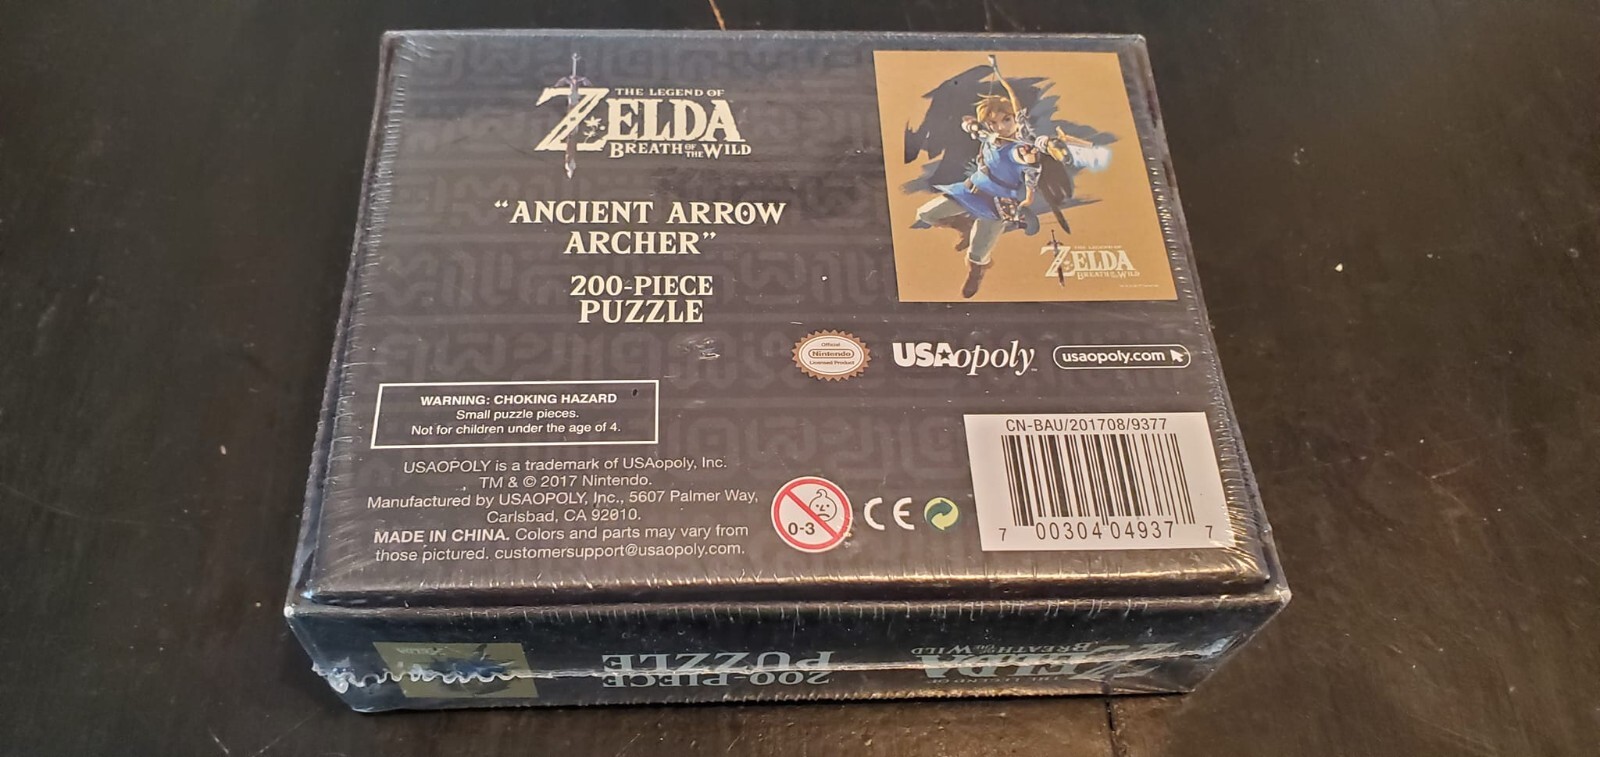 THE LEGEND OF
ZELDA
BREATH OF THE WILD
“ANCIENT ARROW
ARCHER”
200-PIECE
PUZZLE
THE LEGEND OF
ZELDA
BREATH OF THE WILD
Official
Nintendo
Licensed Product
USAopoly
usaopoly.com
WARNING: CHOKING HAZARD
Small puzzle pieces.
Not for children under the age of 4.
USAOPOLY is a trademark of USAopoly, Inc.
TM & © 2017 Nintendo.
Manufactured by USAOPOLY, Inc., 5607 Palmer Way,
Carlsbad, CA 92010.
MADE IN CHINA. Colors and parts may vary from
those pictured. customersupport@usaopoly.com.
0-3
CE
CN-BAU/201708/9377
7 00304 04937 7
200-PIECE
PUZZLE
ZELDA
BREATH OF THE WILD